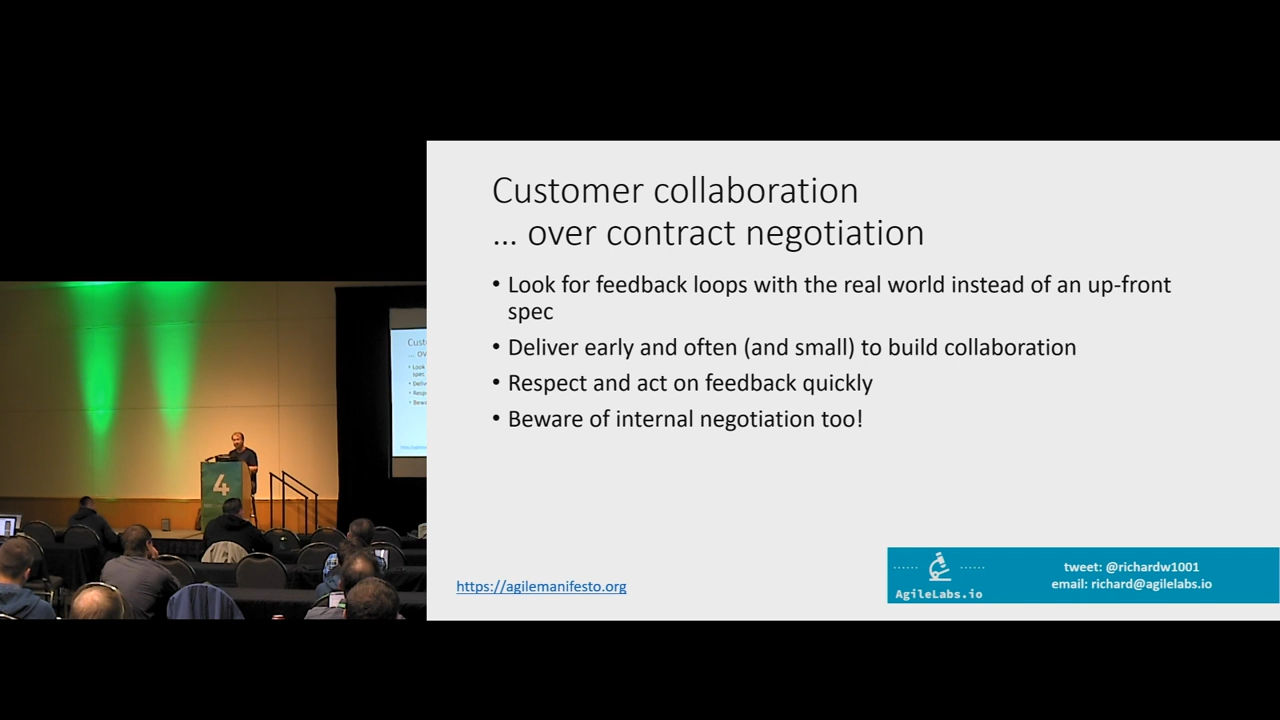 Customer collaboration
... over contract negotiation
• Look for feedback loops with the real world instead of an up-front
spec
• Deliver early and often (and small) to build collaboration
• Respect and act on feedback quickly
• Beware of internal negotiation too!
https://agilemanifesto.org
AgileLabs.io
tweet: @richardw1001
email: richard@agilelabs.io
4